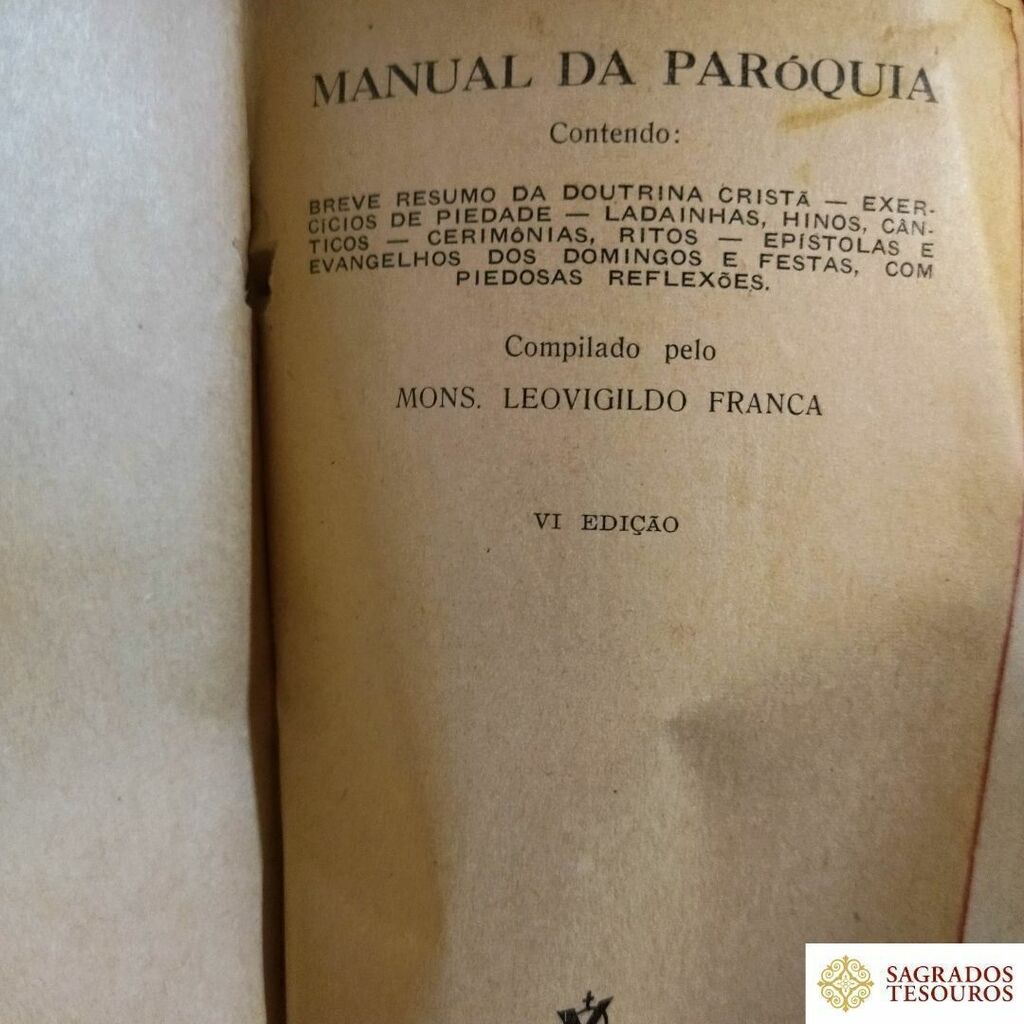 MANUAL DA PARÓQUIA
Contendo:
BREVE RESUMO DA DOUTRINA CRISTÃ — EXER-
CÍCIOS DE PIEDADE — LADAINHAS, HINOS, CÂN-
TICOS — CERIMÔNIAS, RITOS — EPÍSTOLAS E
EVANGELHOS DOS DOMINGOS E FESTAS, COM
PIEDOSAS REFLEXÕES.
Compilado pelo
MONS. LEOVIGILDO FRANCA
VI EDIÇÃO
SAGRADOS
TESOUROS